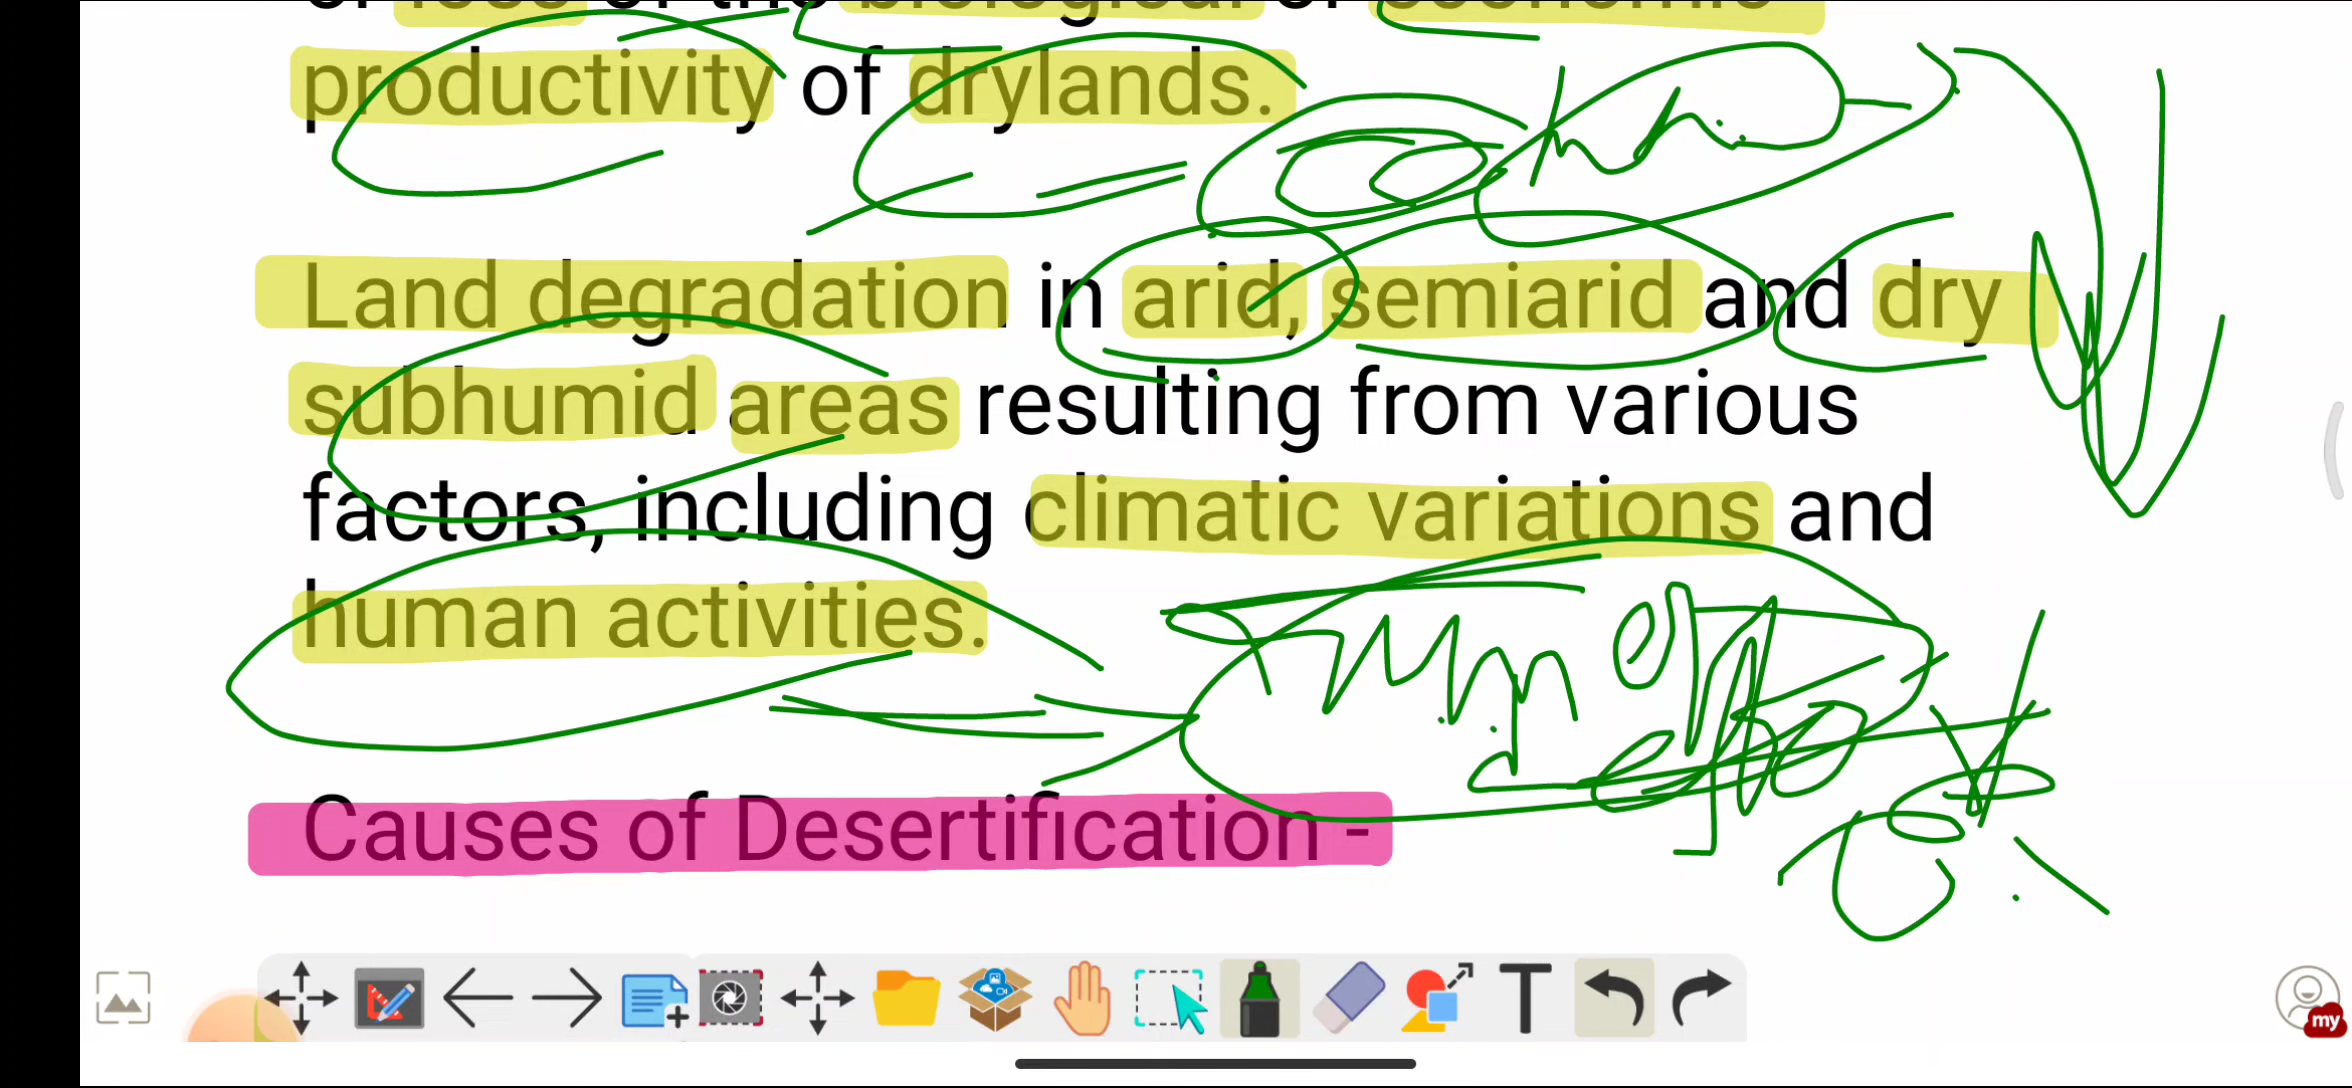 productivity of drylands.
Land degradation in arid, semiarid and dry
subhumid areas resulting from various
factors, including climatic variations and
human activities.
Causes of Desertification -
T
my